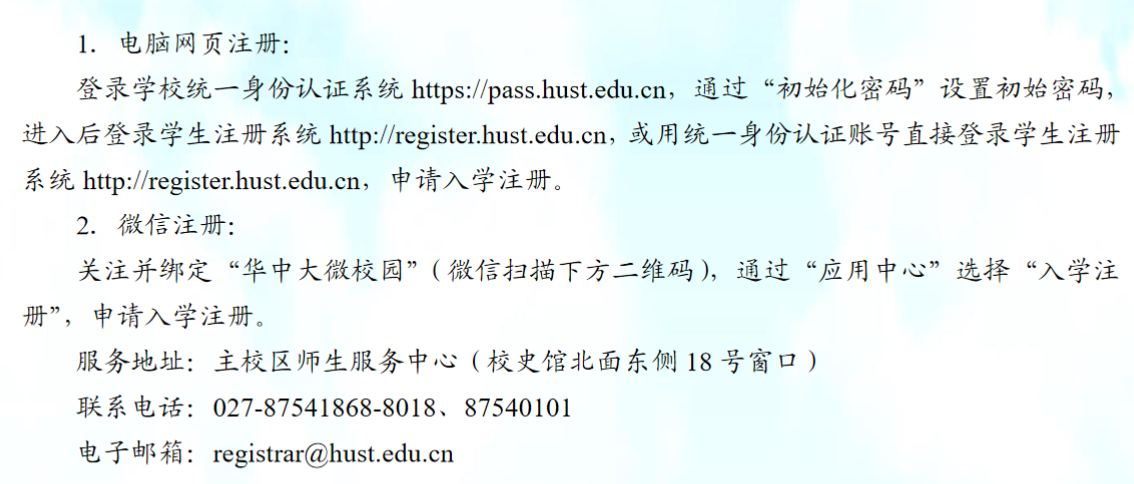 1. 电脑网页注册：
登录学校统一身份认证系统 https://pass.hust.edu.cn，通过“初始化密码”设置初始密码，
进入后登录学生注册系统 http://register.hust.edu.cn，或用统一身份认证账号直接登录学生注册
系统 http://register.hust.edu.cn，申请入学注册。
2. 微信注册：
关注并绑定“华中大微校园”（微信扫描下方二维码），通过“应用中心”选择“入学注
册”，申请入学注册。
服务地址：主校区师生服务中心（校史馆北面东侧 18 号窗口）
联系电话：027-87541868-8018、87540101
电子邮箱：registrar@hust.edu.cn